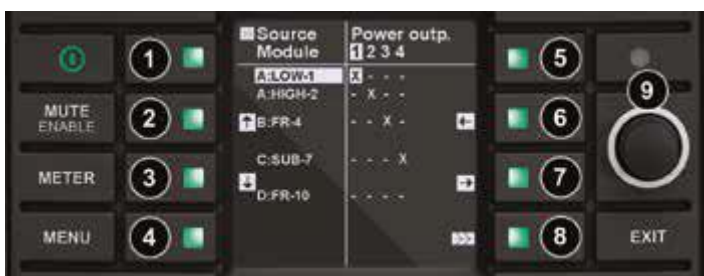 Source Module
Power outp.
1 2 3 4
A:LOW-1 X - - -
A:HIGH-2 - X - -
B:FR-4 - - X -
C:SUB-7 - - - X
D:FR-10 - - - -
MUTE
ENABLE
METER
MENU
EXIT
1
2
3
4
5
6
7
8
9